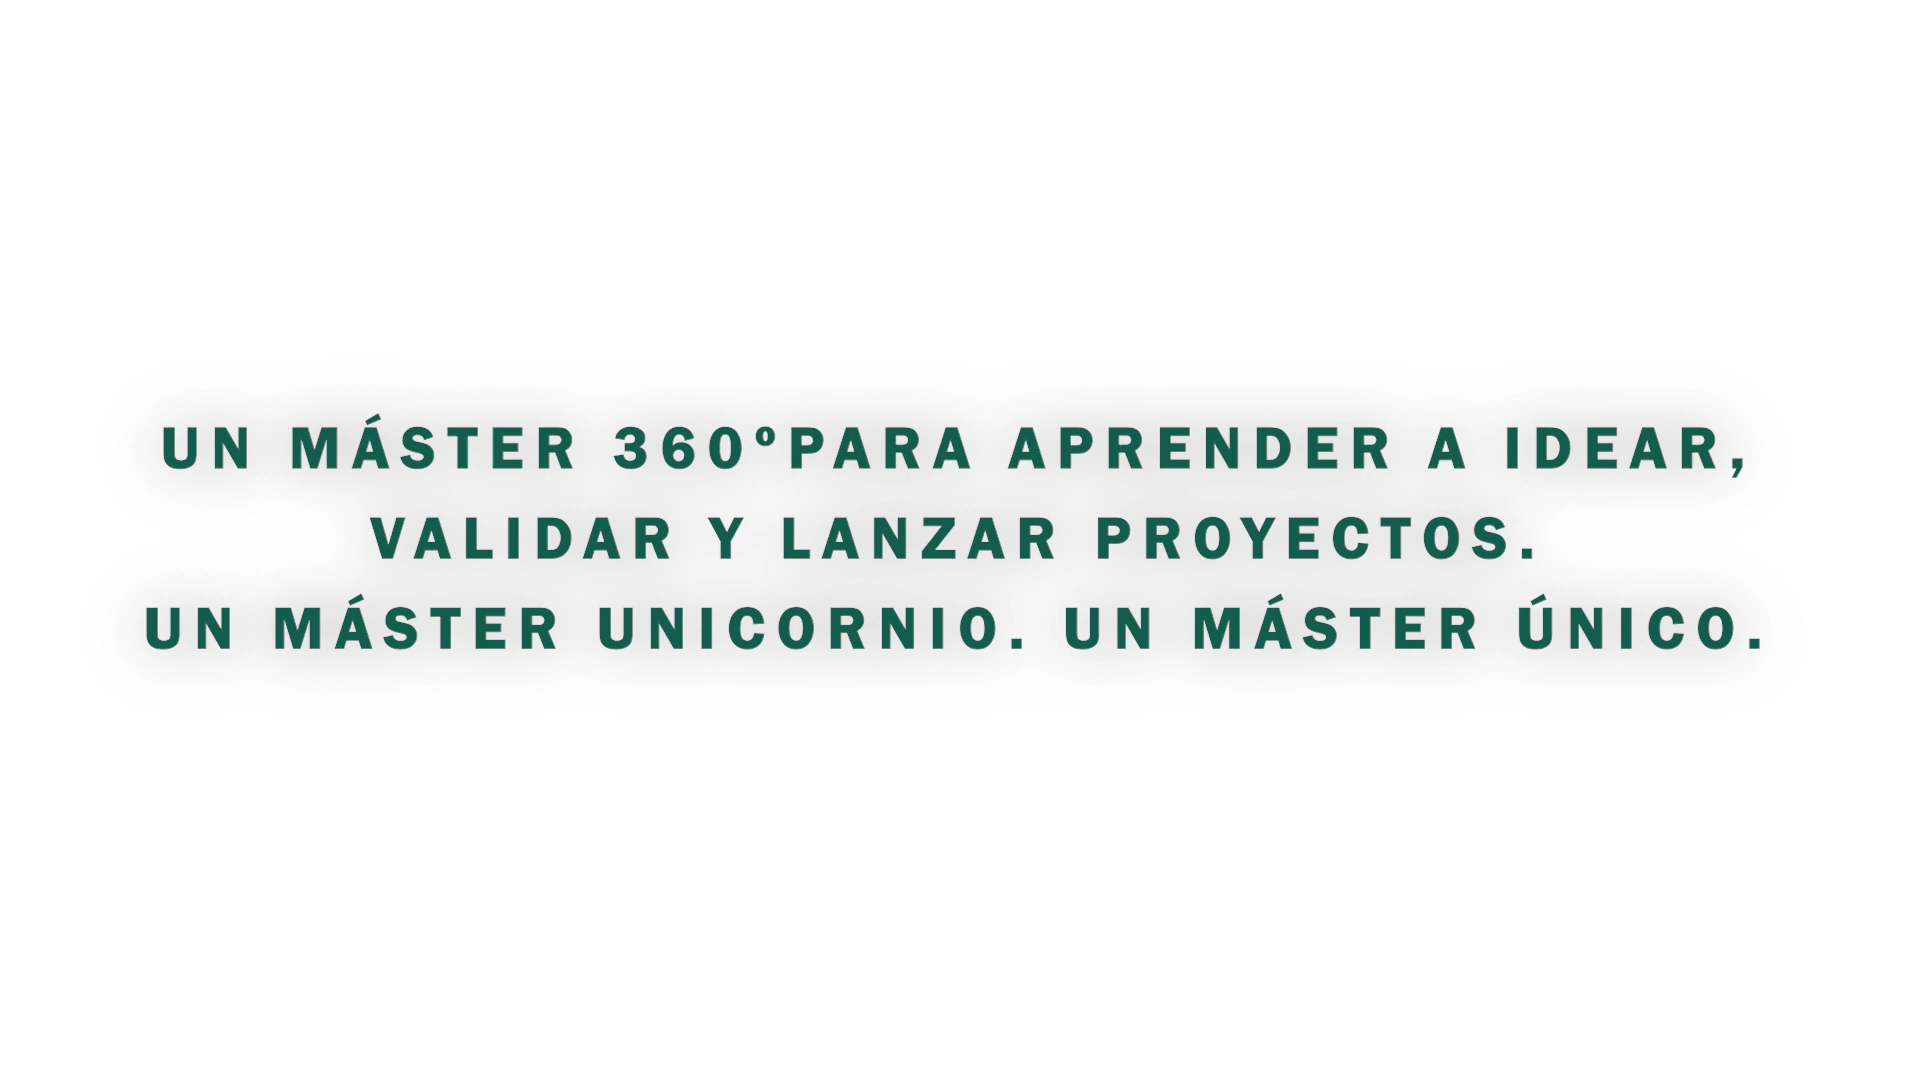 UN MÁSTER 360ºPARA APRENDER A IDEAR,
VALIDAR Y LANZAR PROYECTOS.
UN MÁSTER UNICORNIO. UN MÁSTER ÚNICO.